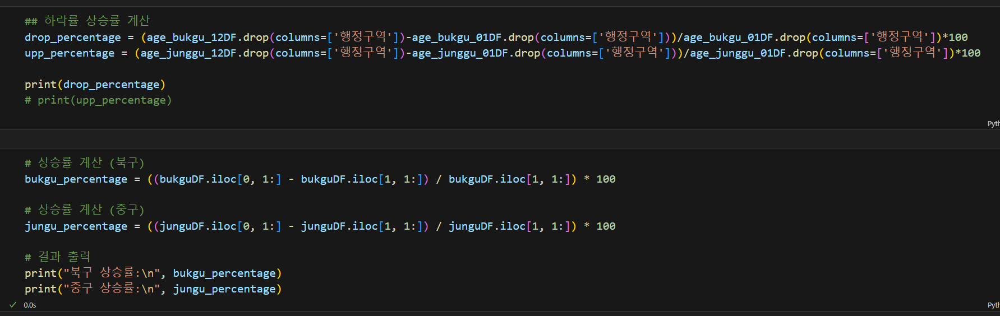 ## 하락률 상승률 계산
drop_percentage = (age_bukgu_12DF.drop(columns=['행정구역'])-age_bukgu_01DF.drop(columns=['행정구역']))/age_bukgu_01DF.drop(columns=['행정구역'])*100
upp_percentage = (age_junggu_12DF.drop(columns=['행정구역'])-age_junggu_01DF.drop(columns=['행정구역']))/age_junggu_01DF.drop(columns=['행정구역'])*100
print(drop_percentage)
# print(upp_percentage)
Pyth
# 상승률 계산 (북구)
bukgu_percentage = ((bukguDF.iloc[0, 1:] - bukguDF.iloc[1, 1:]) / bukguDF.iloc[1, 1:]) * 100
# 상승률 계산 (중구)
jungu_percentage = ((junguDF.iloc[0, 1:] - junguDF.iloc[1, 1:]) / junguDF.iloc[1, 1:]) * 100
# 결과 출력
print("북구 상승률:\n", bukgu_percentage)
print("중구 상승률:\n", jungu_percentage)
0.0s
Pyth